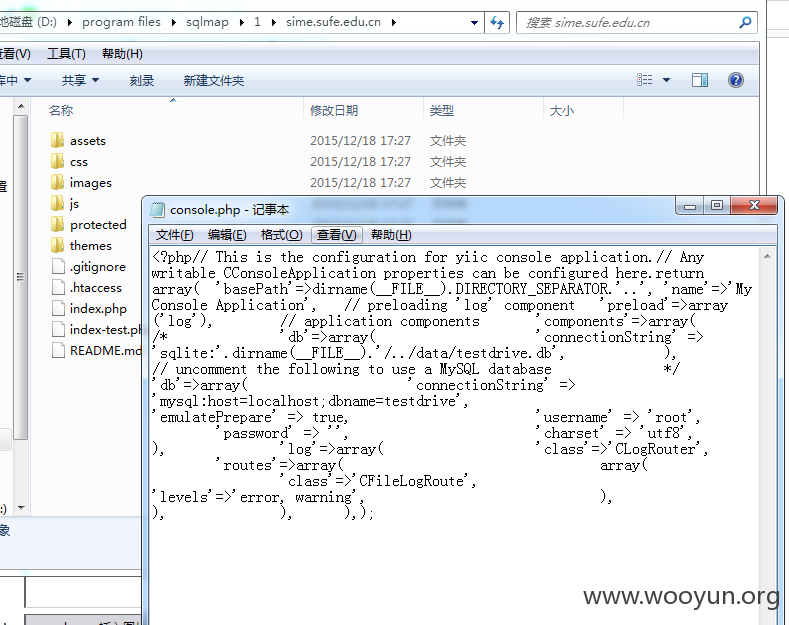 地磁盘 (D:) ▸ program files ▸ sqlmap ▸ 1 ▸ sime.sufe.edu.cn ▸
搜索 sime.sufe.edu.cn
查看(V) 工具(T) 帮助(H)
库中 共享 刻录 新建文件夹
名称 修改日期 类型 大小
assets 2015/12/18 17:27 文件夹
css 2015/12/18 17:27 文件夹
images 2015/12/18 17:27 文件夹
js
protected
themes
.gitignore
.htaccess
index.php
index-test.ph
README.md
console.php - 记事本
文件(F) 编辑(E) 格式(O) 查看(V) 帮助(H)
<?php// This is the configuration for yiic console application.// Any
writable CConsoleApplication properties can be configured here.return
array( 'basePath'=>dirname(__FILE__).DIRECTORY_SEPARATOR.'..', 'name'=>'My
Console Application', // preloading 'log' component 'preload'=>array
('log'), // application components 'components'=>array(
/* 'db'=>array( 'connectionString' =>
'sqlite:'.dirname(__FILE__).'/../data/testdrive.db', ),
// uncomment the following to use a MySQL database */
'db'=>array( 'connectionString' =>
'mysql:host=localhost;dbname=testdrive',
'emulatePrepare' => true, 'username' => 'root',
'password' => '', 'charset' => 'utf8',
), 'log'=>array( 'class'=>'CLogRouter',
'routes'=>array( array(
'class'=>'CFileLogRoute',
'levels'=>'error, warning', ),
), ), ),);
www.wooyun.org